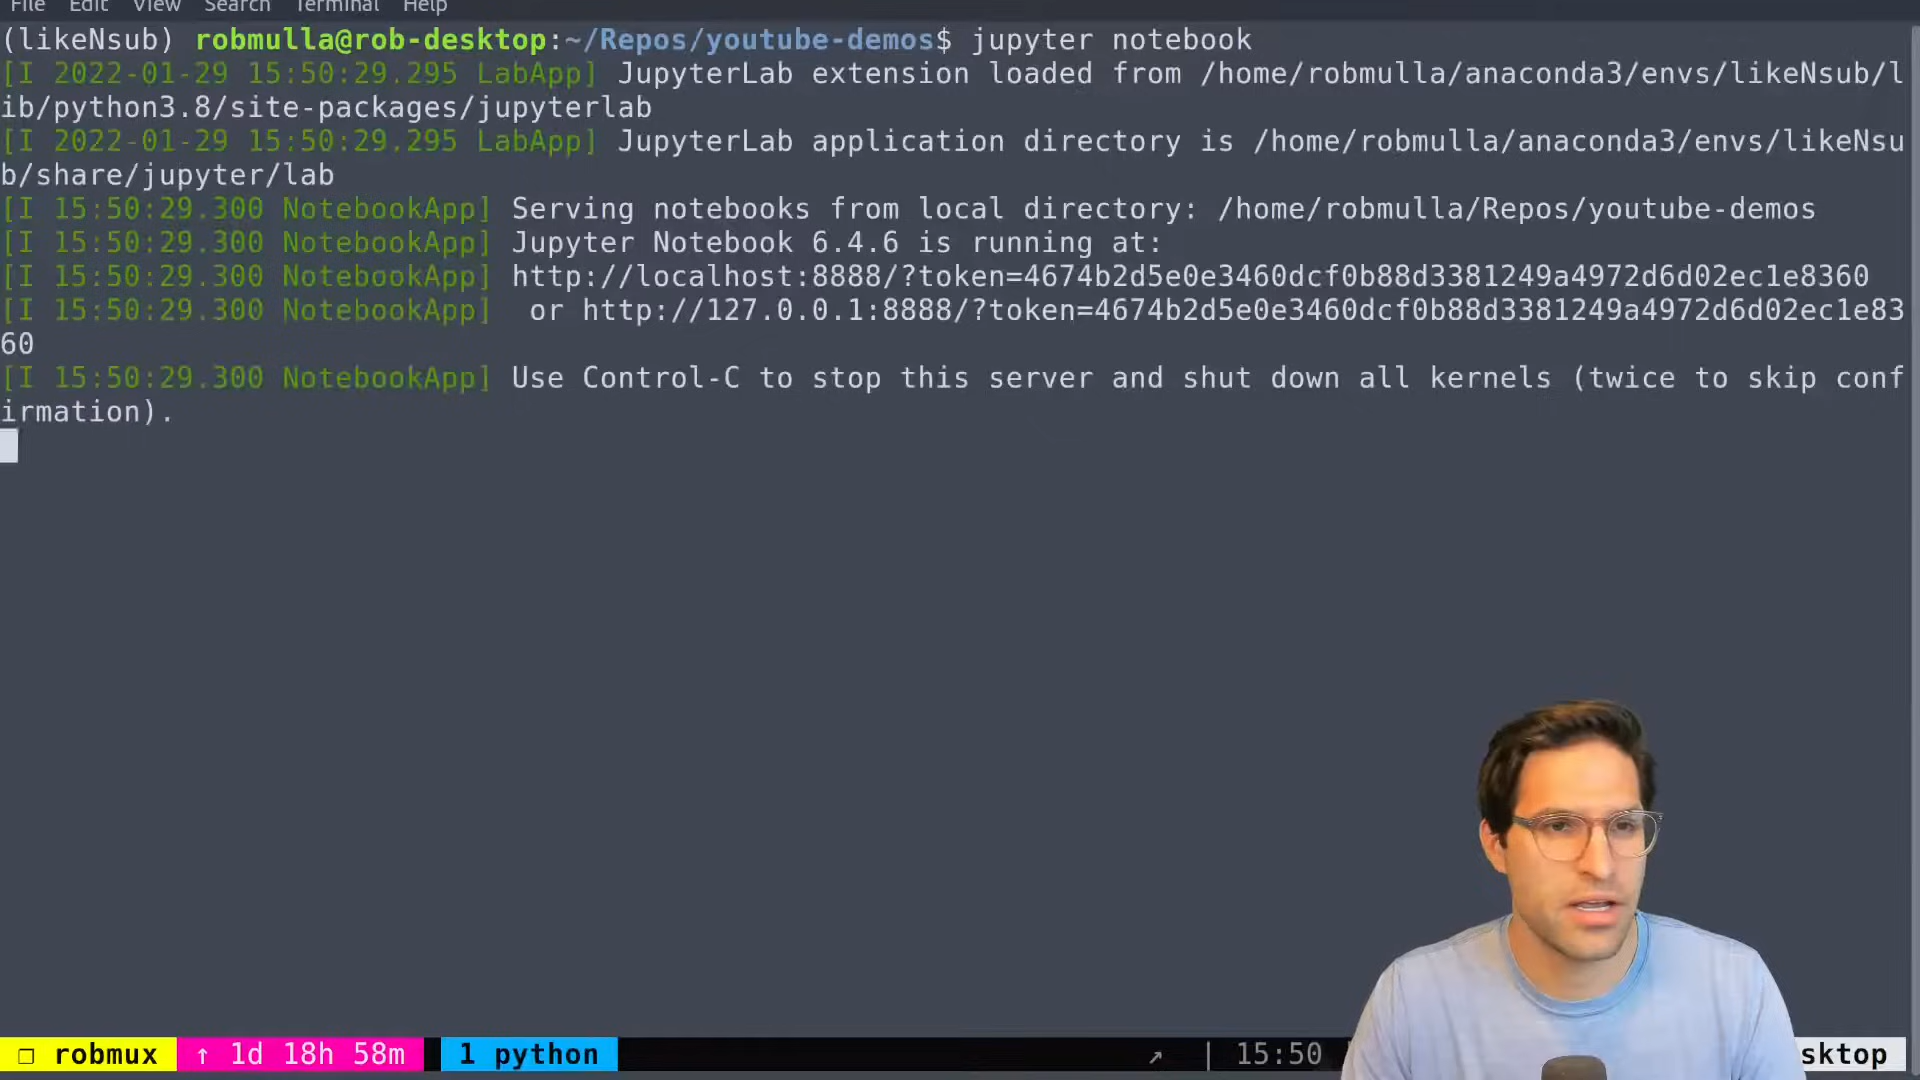 File Edit View Search Terminal Help
(likeNsub) robmulla@rob-desktop:~/Repos/youtube-demos$ jupyter notebook
[I 2022-01-29 15:50:29.295 LabApp] JupyterLab extension loaded from /home/robmulla/anaconda3/envs/likeNsub/l
ib/python3.8/site-packages/jupyterlab
[I 2022-01-29 15:50:29.295 LabApp] JupyterLab application directory is /home/robmulla/anaconda3/envs/likeNsu
b/share/jupyter/lab
[I 15:50:29.300 NotebookApp] Serving notebooks from local directory: /home/robmulla/Repos/youtube-demos
[I 15:50:29.300 NotebookApp] Jupyter Notebook 6.4.6 is running at:
[I 15:50:29.300 NotebookApp] http://localhost:8888/?token=4674b2d5e0e3460dcf0b88d3381249a4972d6d02ec1e8360
[I 15:50:29.300 NotebookApp]  or http://127.0.0.1:8888/?token=4674b2d5e0e3460dcf0b88d3381249a4972d6d02ec1e83
60
[I 15:50:29.300 NotebookApp] Use Control-C to stop this server and shut down all kernels (twice to skip conf
irmation).
❐ robmux ↑ 1d 18h 58m 1 python ↗ | 15:50 sktop